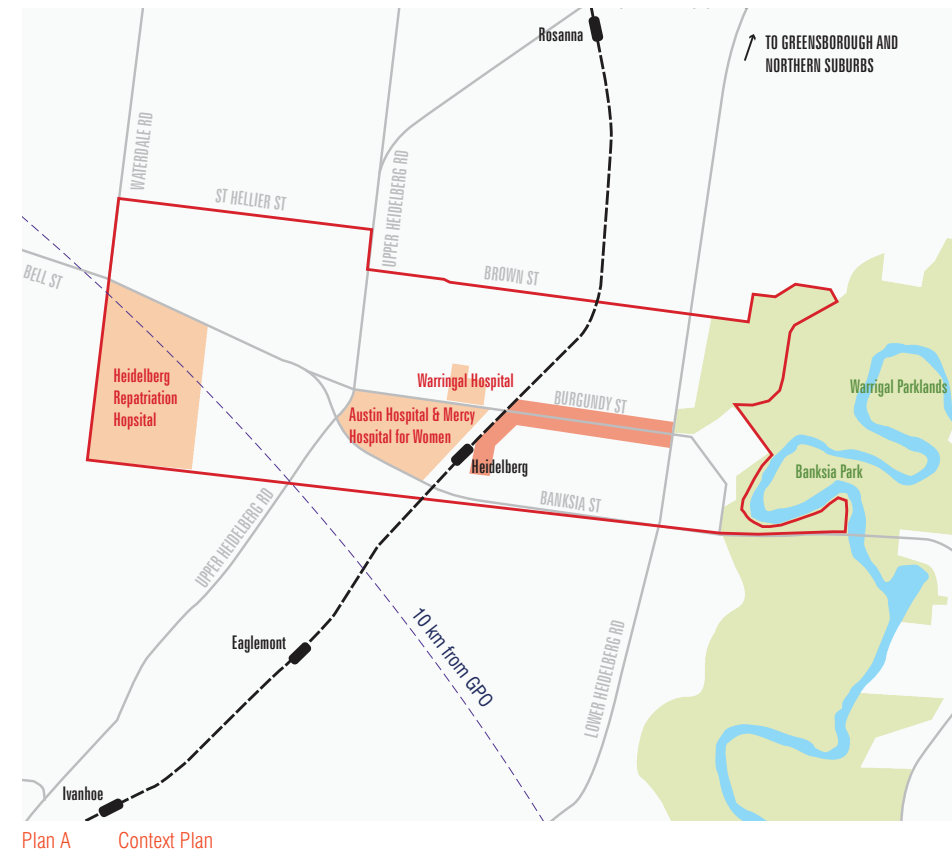 Rosanna
TO GREENSBOROUGH AND
NORTHERN SUBURBS
WATERDALE RD
ST HELLIER ST
UPPER HEIDELBERG RD
BELL ST
BROWN ST
Heidelberg
Repatriation
Hopsital
Warringal Hospital
Austin Hospital & Mercy
Hospital for Women
BURGUNDY ST
Warrigal Parklands
Heidelberg
Banksia Park
BANKSIA ST
UPPER HEIDELBERG RD
10 km from GPO
Eaglemont
LOWER HEIDELBERG RD
Ivanhoe
Plan A Context Plan